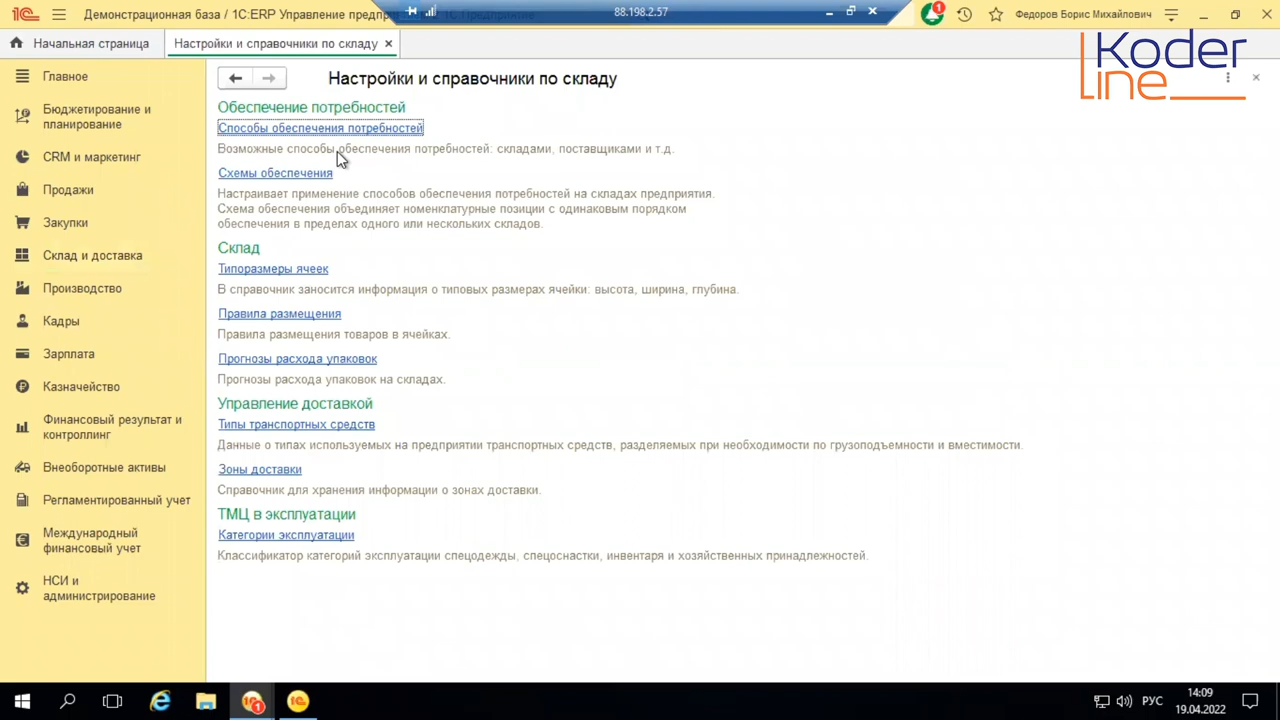 Демонстрационная база / 1С:ERP Управление предпр
88.198.2.57
1
Федоров Борис Михайлович
Начальная страница
Настройки и справочники по складу
Koder
line
Главное
Бюджетирование и
планирование
CRM и маркетинг
Продажи
Закупки
Склад и доставка
Производство
Кадры
Зарплата
Казначейство
Финансовый результат и
контроллинг
Внеоборотные активы
Регламентированный учет
Международный
финансовый учет
НСИ и
администрирование
Настройки и справочники по складу
Обеспечение потребностей
Способы обеспечения потребностей
Возможные способы обеспечения потребностей: складами, поставщиками и т.д.
Схемы обеспечения
Настраивает применение способов обеспечения потребностей на складах предприятия.
Схема обеспечения объединяет номенклатурные позиции с одинаковым порядком
обеспечения в пределах одного или нескольких складов.
Склад
Типоразмеры ячеек
В справочник заносится информация о типовых размерах ячейки: высота, ширина, глубина.
Правила размещения
Правила размещения товаров в ячейках.
Прогнозы расхода упаковок
Прогнозы расхода упаковок на складах.
Управление доставкой
Типы транспортных средств
Данные о типах используемых на предприятии транспортных средств, разделяемых при необходимости по грузоподъемности и вместимости.
Зоны доставки
Справочник для хранения информации о зонах доставки.
ТМЦ в эксплуатации
Категории эксплуатации
Классификатор категорий эксплуатации спецодежды, спецоснастки, инвентаря и хозяйственных принадлежностей.
РУС
14:09
19.04.2022